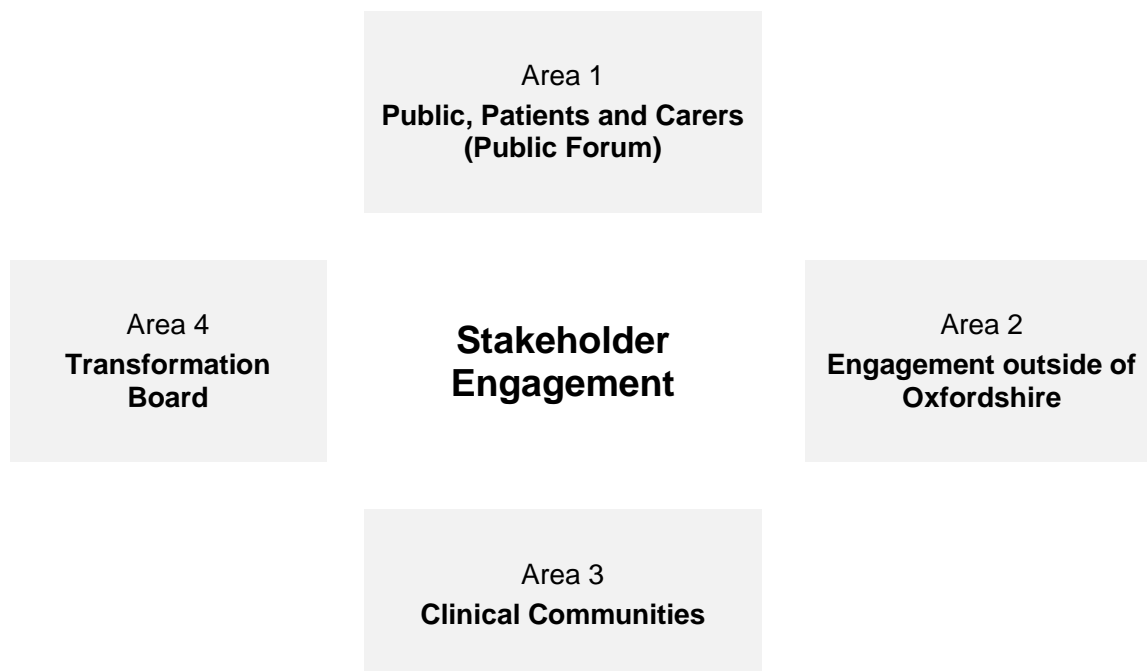 Area 1
Public, Patients and Carers
(Public Forum)
Area 4
Transformation
Board
Stakeholder
Engagement
Area 2
Engagement outside of
Oxfordshire
Area 3
Clinical Communities